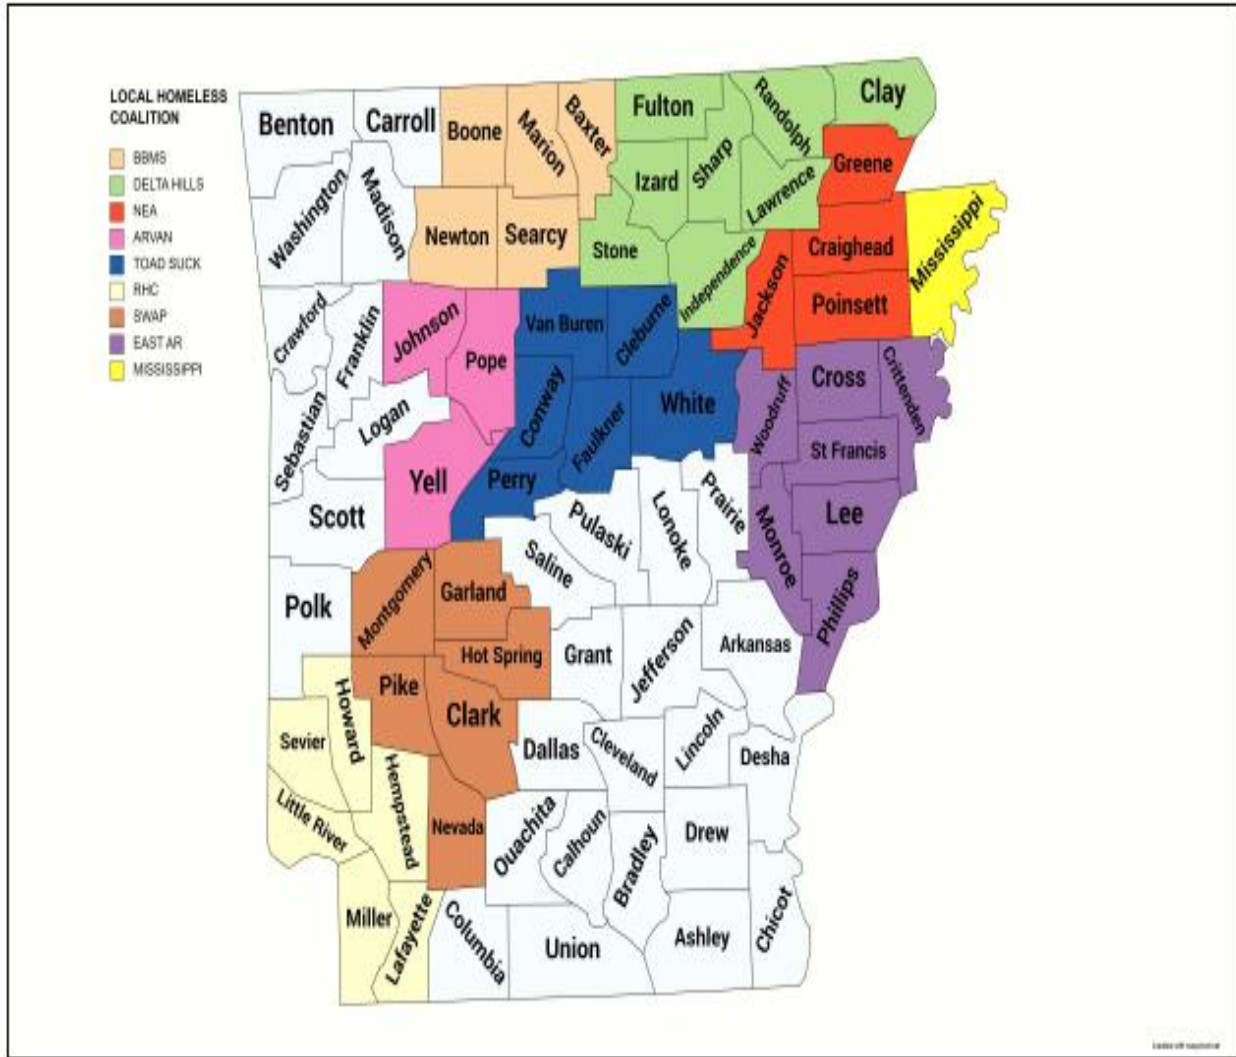 LOCAL HOMELESS
COALITION
BBMS
DELTA HILLS
NEA
ARVAN
TOAD SUCK
RHC
SWAP
EAST AR
MISSISSIPPI
Benton
Carroll
Boone
Marion
Baxter
Fulton
Randolph
Clay
Washington
Madison
Newton
Searcy
Izard
Sharp
Lawrence
Greene
Stone
Independence
Jackson
Craighead
Mississippi
Poinsett
Crawford
Franklin
Johnson
Pope
Van Buren
Cleburne
Sebastian
Logan
Conway
Faulkner
White
Woodruff
Cross
Crittenden
St Francis
Yell
Perry
Scott
Pulaski
Lonoke
Prairie
Monroe
Lee
Saline
Phillips
Polk
Montgomery
Garland
Hot Spring
Grant
Jefferson
Arkansas
Howard
Pike
Clark
Sevier
Dallas
Cleveland
Lincoln
Desha
Little River
Hempstead
Nevada
Ouachita
Calhoun
Bradley
Drew
Miller
Lafayette
Columbia
Union
Ashley
Chicot